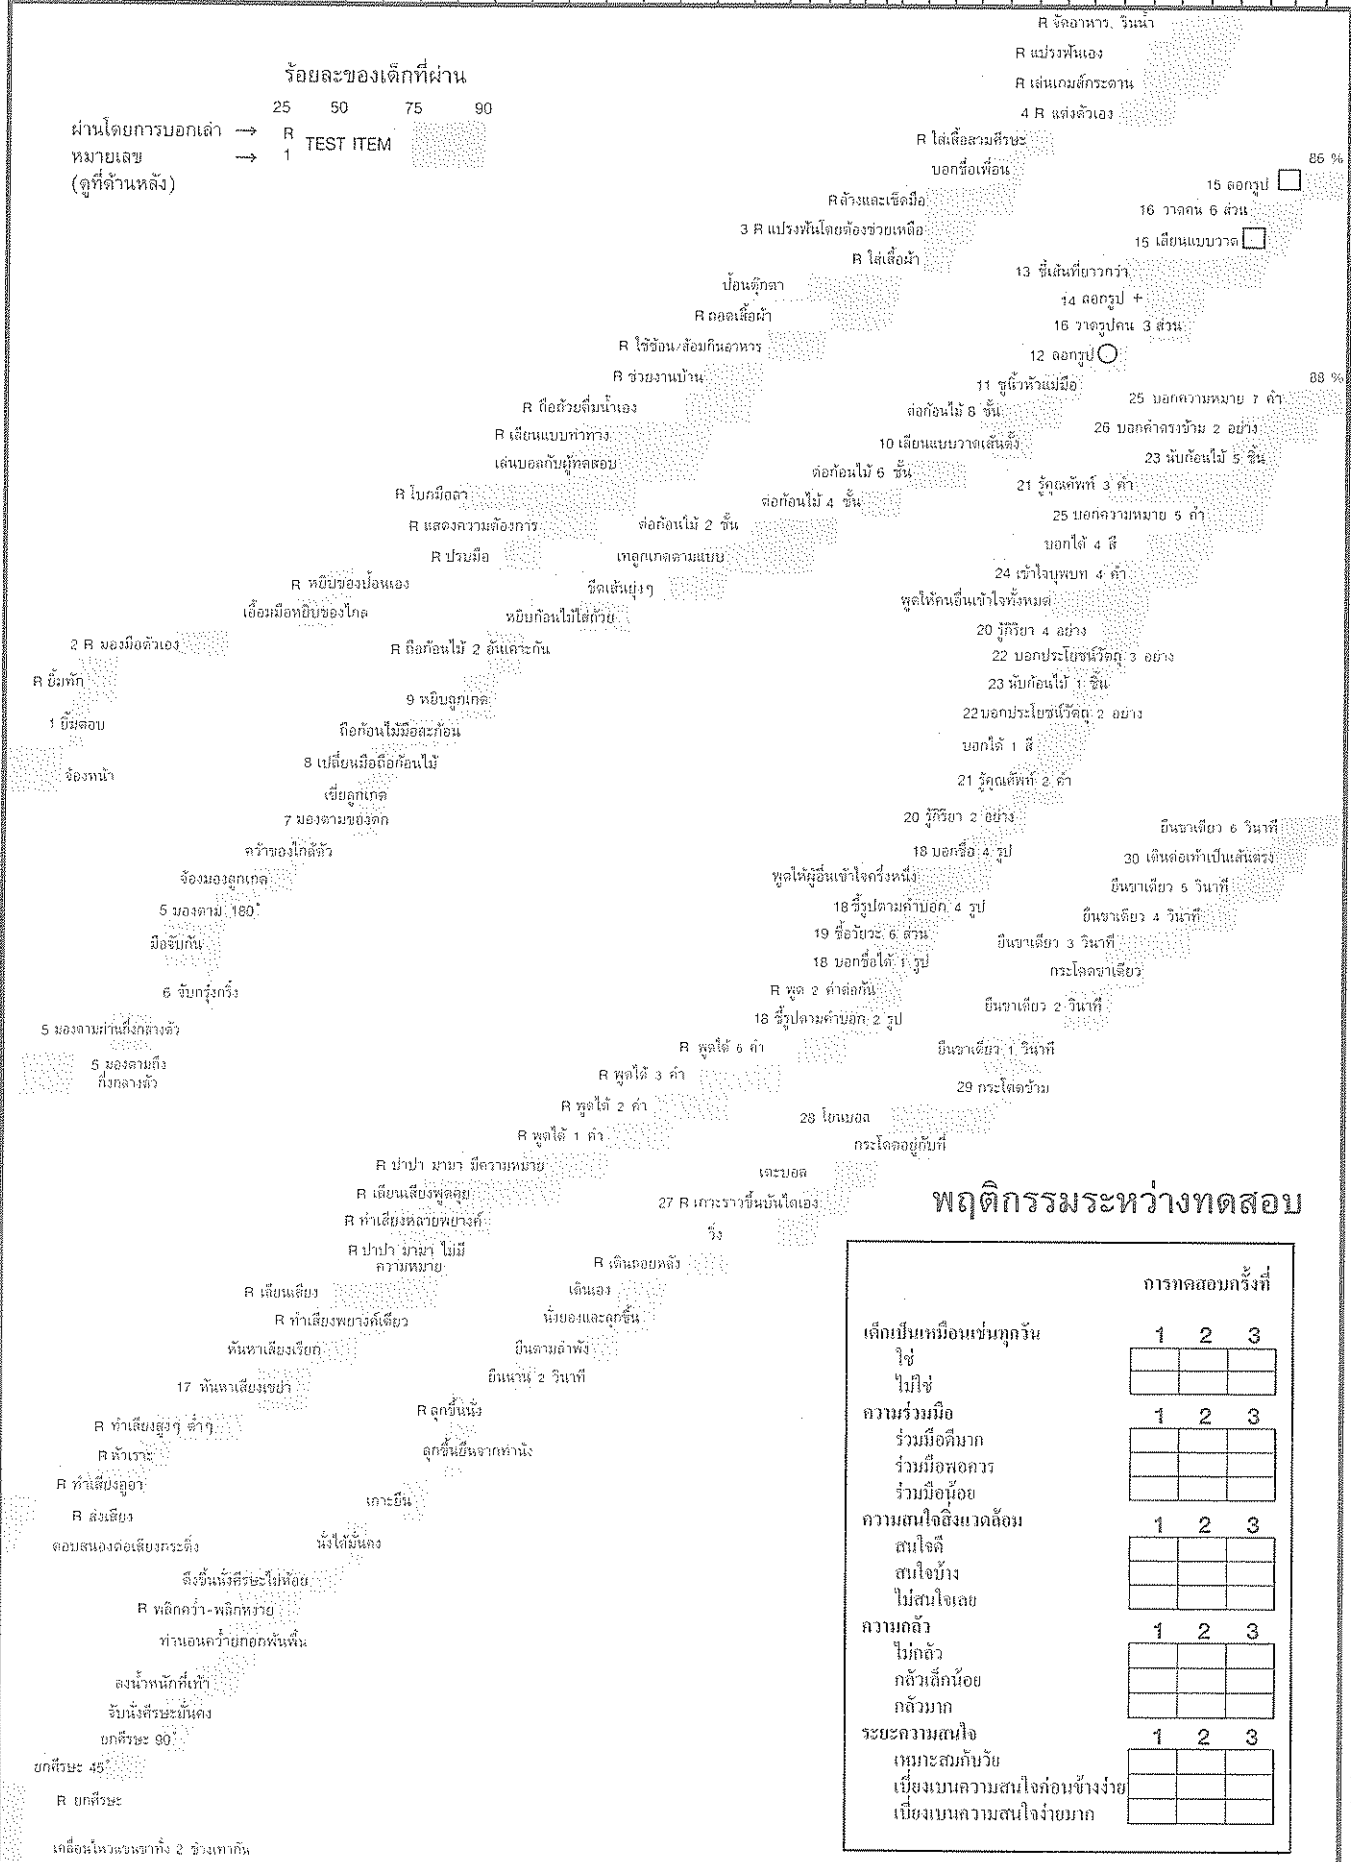 ร้อยละของเด็กที่ผ่าน
25 50 75 90
ผ่านโดยการบอกเล่า → R TEST ITEM
หมายเลข → 1
(ดูที่ด้านหลัง)
R จัดอาหาร, รินน้ำ
R แปรงฟันเอง
R เล่นเกมส์กระดาน
4 R แต่งตัวเอง
R ใส่เสื้อสวมศีรษะ
บอกชื่อเพื่อน
R ล้างและเช็ดมือ
3 R แปรงฟันโดยต้องช่วยเหลือ
R ใส่เสื้อผ้า
ป้อนตุ๊กตา
R ถอดเสื้อผ้า
R ใช้ช้อน/ส้อมกินอาหาร
R ช่วยงานบ้าน
R ถือถ้วยดื่มน้ำเอง
R เลียนแบบท่าทาง
เล่นบอลกับผู้ทดสอบ
R โบกมือลา
R แสดงความต้องการ
R ปรบมือ
R หยิบของป้อนเอง
เอื้อมมือหยิบของไกล
2 R มองมือตัวเอง
R ยิ้มทัก
1 ยิ้มตอบ
จ้องหน้า
86 %
15 ลอกรูป □
16 วาดคน 6 ส่วน
15 เลียนแบบวาด □
13 ชี้เส้นที่ยาวกว่า
14 ลอกรูป +
16 วาดรูปคน 3 ส่วน
12 ลอกรูป ○
11 ชูนิ้วหัวแม่มือ
ต่อก้อนไม้ 8 ชั้น
10 เลียนแบบวาดเส้นตั้ง
ต่อก้อนไม้ 6 ชั้น
ต่อก้อนไม้ 4 ชั้น
ต่อก้อนไม้ 2 ชั้น
เทลูกเกดตามแบบ
ขีดเส้นยุ่งๆ
หยิบก้อนไม้ใส่ถ้วย
R ถือก้อนไม้ 2 อันเคาะกัน
9 หยิบลูกเกด
ถือก้อนไม้มือละก้อน
8 เปลี่ยนมือถือก้อนไม้
เขี่ยลูกเกด
7 มองตามของตก
คว้าของใกล้ตัว
จ้องมองลูกเกด
5 มองตาม 180°
มือจับกัน
6 จับกรุ๋งกริ๋ง
5 มองตามผ่านกึ่งกลางตัว
5 มองตามถึง
กึ่งกลางตัว
88 %
25 บอกความหมาย 7 คำ
26 บอกคำตรงข้าม 2 อย่าง
23 นับก้อนไม้ 5 ชิ้น
21 รู้คุณศัพท์ 3 คำ
25 บอกความหมาย 5 คำ
บอกได้ 4 สี
24 เข้าใจบุพบท 4 คำ
พูดให้คนอื่นเข้าใจทั้งหมด
20 รู้กิริยา 4 อย่าง
22 บอกประโยชน์วัตถุ 3 อย่าง
23 นับก้อนไม้ 1 ชิ้น
22 บอกประโยชน์วัตถุ 2 อย่าง
บอกได้ 1 สี
21 รู้คุณศัพท์ 2 คำ
20 รู้กิริยา 2 อย่าง
18 บอกชื่อ 4 รูป
พูดให้ผู้อื่นเข้าใจครึ่งหนึ่ง
18 ชี้รูปตามคำบอก 4 รูป
19 ชี้อวัยวะ 6 ส่วน
18 บอกชื่อได้ 1 รูป
R พูด 2 คำต่อกัน
18 ชี้รูปตามคำบอก 2 รูป
R พูดได้ 6 คำ
R พูดได้ 3 คำ
R พูดได้ 2 คำ
R พูดได้ 1 คำ
R ปาปา มามา มีความหมาย
R เลียนเสียงพูดคุย
R ทำเสียงหลายพยางค์
R ปาปา มามา ไม่มี
ความหมาย
R เลียนเสียง
R ทำเสียงพยางค์เดียว
หันหาเสียงเรียก
17 หันหาเสียงเขย่า
R ทำเสียงสูงๆ ต่ำๆ
R หัวเราะ
R ทำเสียงอูอา
R ส่งเสียง
ตอบสนองต่อเสียงกระดิ่ง
ยืนขาเดียว 6 วินาที
30 เดินต่อเท้าเป็นเส้นตรง
ยืนขาเดียว 5 วินาที
ยืนขาเดียว 4 วินาที
ยืนขาเดียว 3 วินาที
กระโดดขาเดียว
ยืนขาเดียว 2 วินาที
ยืนขาเดียว 1 วินาที
29 กระโดดข้าม
28 โยนบอล
กระโดดอยู่กับที่
เตะบอล
27 R เกาะราวขึ้นบันไดเอง
วิ่ง
R เดินถอยหลัง
เดินเอง
นั่งยองและลุกขึ้น
ยืนตามลำพัง
ยืนนาน 2 วินาที
R ลุกขึ้นนั่ง
ลุกขึ้นยืนจากท่านั่ง
เกาะยืน
นั่งได้มั่นคง
ดึงขึ้นนั่งศีรษะไม่ห้อย
R พลิกคว่ำ-พลิกหงาย
ท่านอนคว่ำยกอกพ้นพื้น
ลงน้ำหนักที่เท้า
จับนั่งศีรษะมั่นคง
ยกศีรษะ 90°
ยกศีรษะ 45°
R ยกศีรษะ
เคลื่อนไหวแขนขาทั้ง 2 ข้างเท่ากัน
พฤติกรรมระหว่างทดสอบ
การทดสอบครั้งที่
เด็กเป็นเหมือนเช่นทุกวัน 1 2 3
ใช่
ไม่ใช่
ความร่วมมือ 1 2 3
ร่วมมือดีมาก
ร่วมมือพอควร
ร่วมมือน้อย
ความสนใจสิ่งแวดล้อม 1 2 3
สนใจดี
สนใจบ้าง
ไม่สนใจเลย
ความกลัว 1 2 3
ไม่กลัว
กลัวเล็กน้อย
กลัวมาก
ระยะความสนใจ 1 2 3
เหมาะสมกับวัย
เบี่ยงเบนความสนใจค่อนข้างง่าย
เบี่ยงเบนความสนใจง่ายมาก